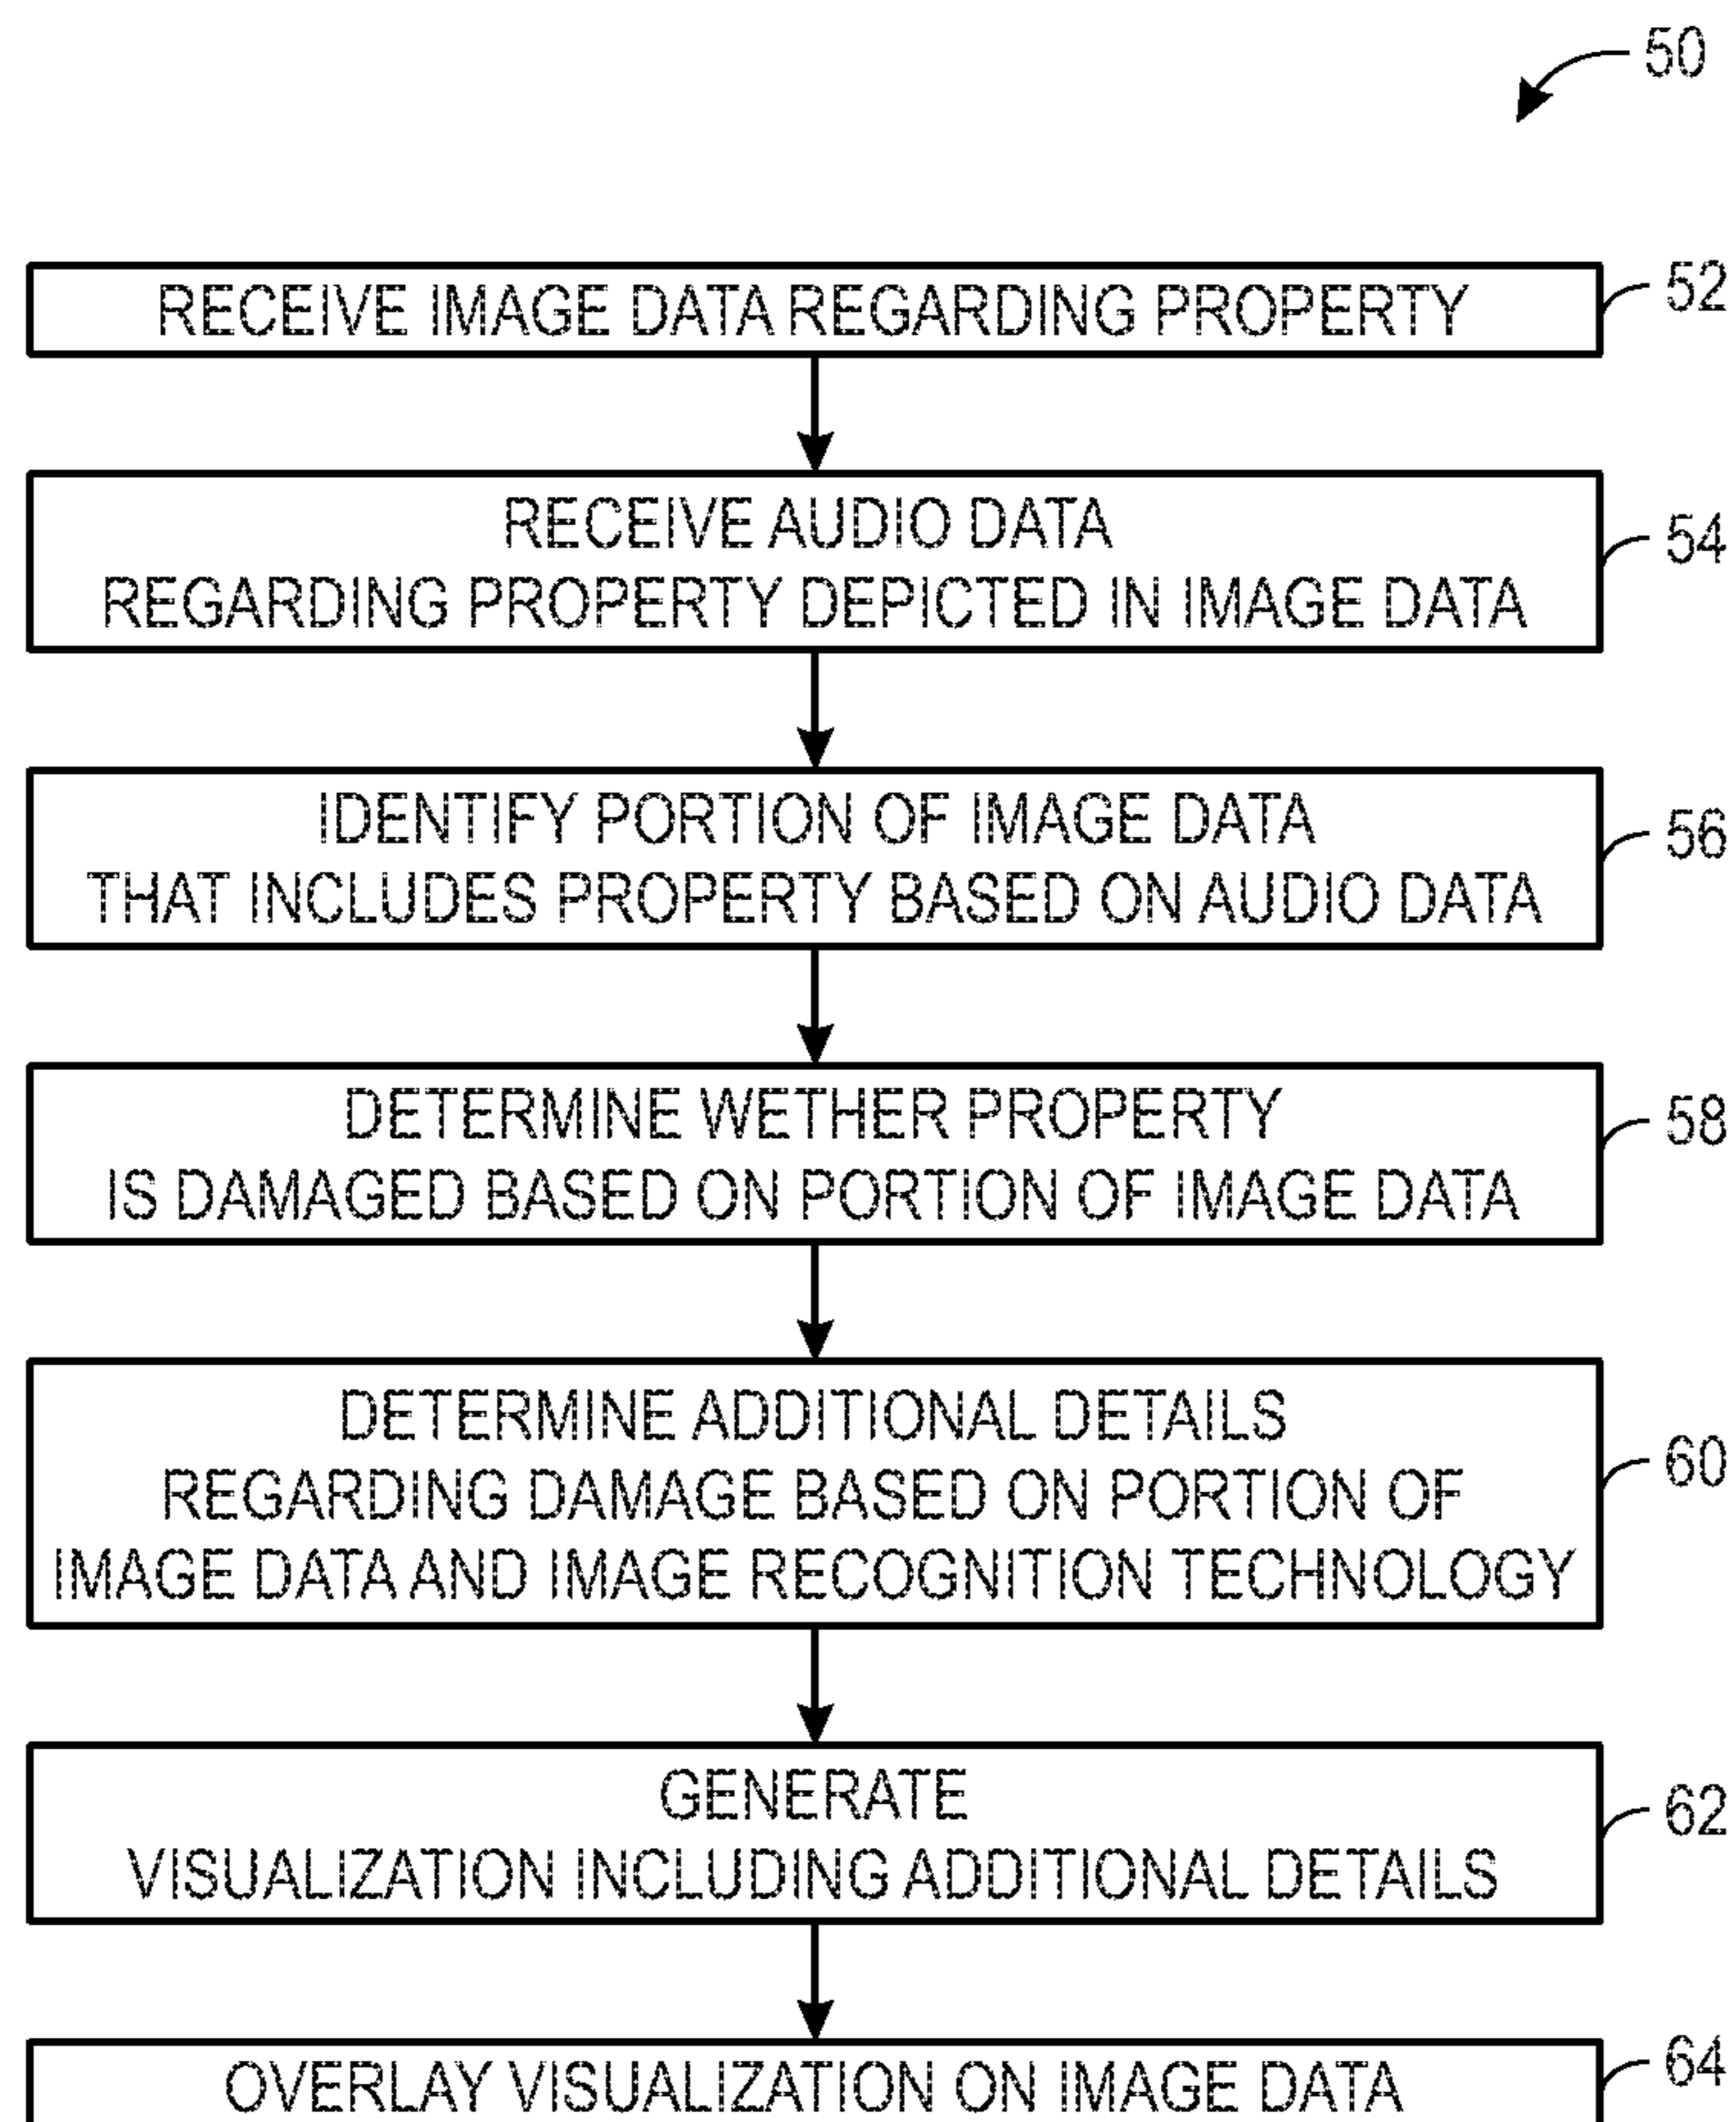 50
RECEIVE IMAGE DATA REGARDING PROPERTY
52
RECEIVE AUDIO DATA
REGARDING PROPERTY DEPICTED IN IMAGE DATA
54
IDENTIFY PORTION OF IMAGE DATA
THAT INCLUDES PROPERTY BASED ON AUDIO DATA
56
DETERMINE WETHER PROPERTY
IS DAMAGED BASED ON PORTION OF IMAGE DATA
58
DETERMINE ADDITIONAL DETAILS
REGARDING DAMAGE BASED ON PORTION OF
IMAGE DATA AND IMAGE RECOGNITION TECHNOLOGY
60
GENERATE
VISUALIZATION INCLUDING ADDITIONAL DETAILS
62
OVERLAY VISUALIZATION ON IMAGE DATA
64